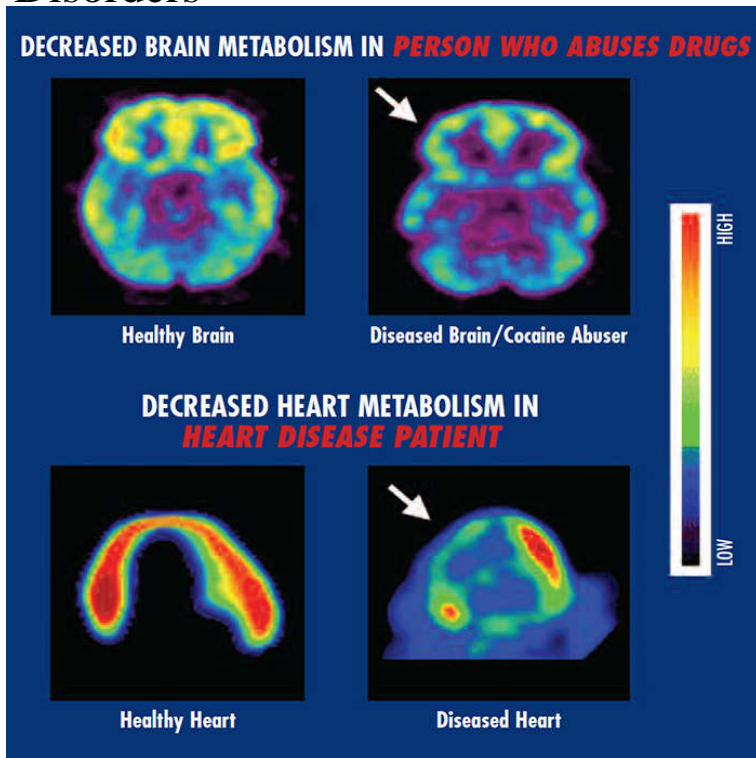 Disorders
DECREASED BRAIN METABOLISM IN PERSON WHO ABUSES DRUGS
Healthy Brain
Diseased Brain/Cocaine Abuser
HIGH
LOW
DECREASED HEART METABOLISM IN
HEART DISEASE PATIENT
Healthy Heart
Diseased Heart